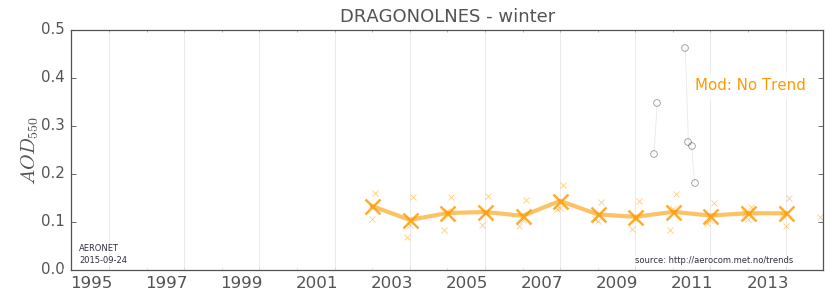 DRAGONOLNES - winter
0.5
0.4
0.3
0.2
0.1
0.0
AOD550
Mod: No Trend
AERONET
2015-09-24
source: http://aerocom.met.no/trends
1995 1997 1999 2001 2003 2005 2007 2009 2011 2013